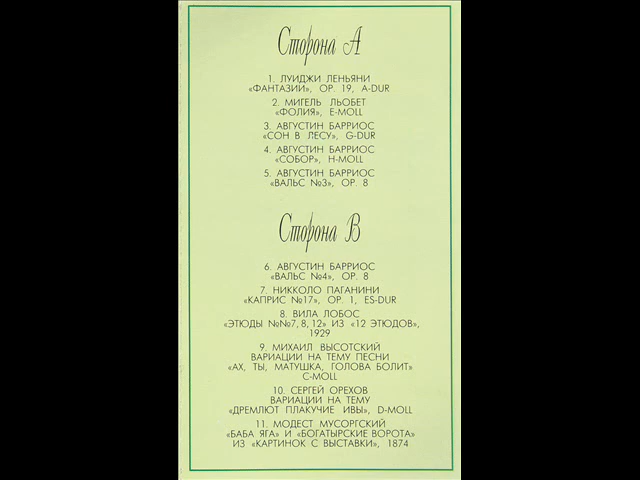 Сторона А
1. ЛУИДЖИ ЛЕНЬЯНИ
«ФАНТАЗИИ», OP. 19, A-DUR
2. МИГЕЛЬ ЛЬОБЕТ
«ФОЛИЯ», E-MOLL
3. АВГУСТИН БАРРИОС
«СОН В ЛЕСУ», G-DUR
4. АВГУСТИН БАРРИОС
«СОБОР», H-MOLL
5. АВГУСТИН БАРРИОС
«ВАЛЬС №3», OP. 8
Сторона В
6. АВГУСТИН БАРРИОС
«ВАЛЬС №4», OP. 8
7. НИККОЛО ПАГАНИНИ
«КАПРИС №17», OP. 1, ES-DUR
8. ВИЛА ЛОБОС
«ЭТЮДЫ №№7, 8, 12» ИЗ «12 ЭТЮДОВ»,
1929
9. МИХАИЛ ВЫСОТСКИЙ
ВАРИАЦИИ НА ТЕМУ ПЕСНИ
«АХ, ТЫ, МАТУШКА, ГОЛОВА БОЛИТ»
C-MOLL
10. СЕРГЕЙ ОРЕХОВ
ВАРИАЦИИ НА ТЕМУ
«ДРЕМЛЮТ ПЛАКУЧИЕ ИВЫ», D-MOLL
11. МОДЕСТ МУСОРГСКИЙ
«БАБА ЯГА» И «БОГАТЫРСКИЕ ВОРОТА»
ИЗ «КАРТИНОК С ВЫСТАВКИ», 1874